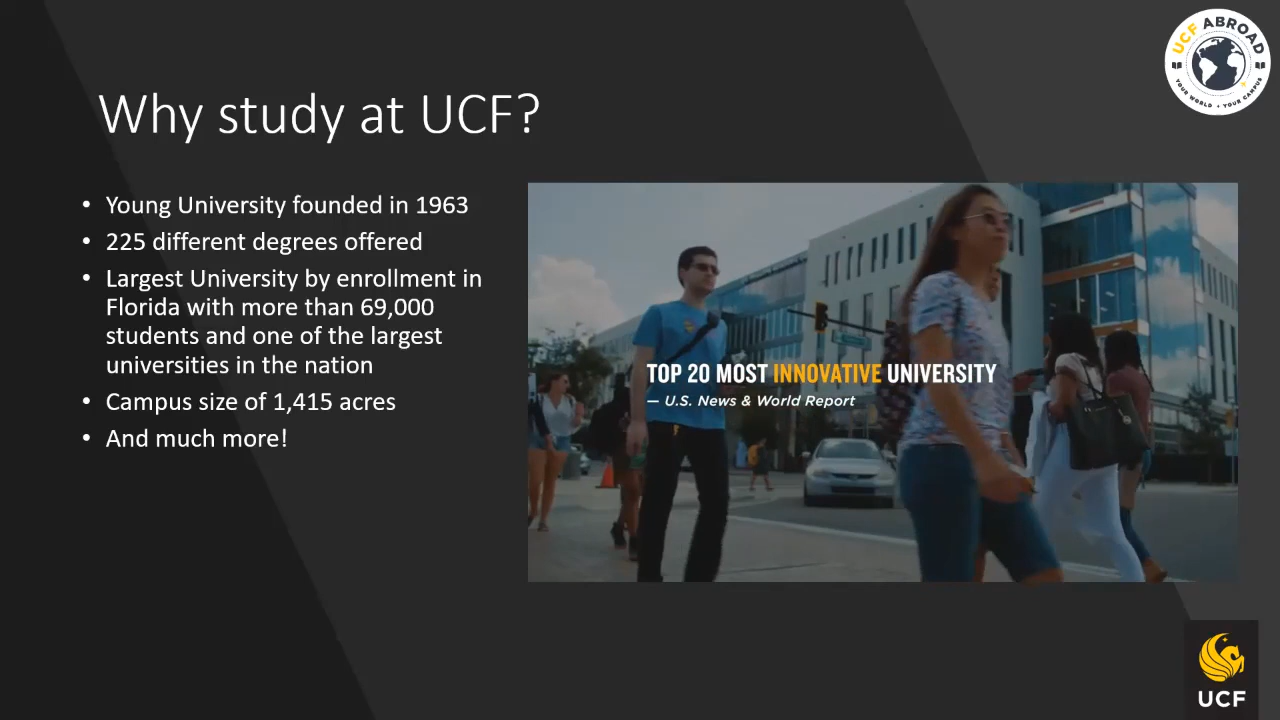 UCF ABROAD
YOUR WORLD • YOUR CAMPUS
Why study at UCF?
• Young University founded in 1963
• 225 different degrees offered
• Largest University by enrollment in
Florida with more than 69,000
students and one of the largest
universities in the nation
• Campus size of 1,415 acres
• And much more!
TOP 20 MOST INNOVATIVE UNIVERSITY
— U.S. News & World Report
UCF